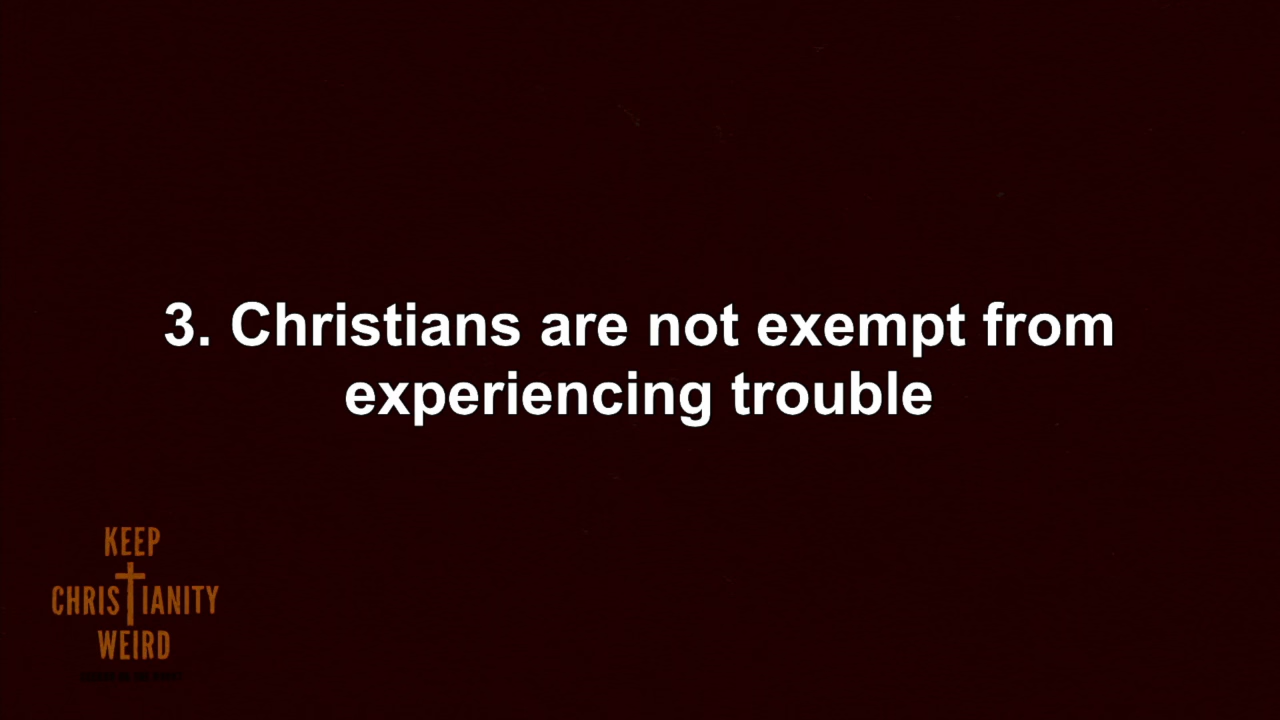 3. Christians are not exempt from
experiencing trouble
KEEP
CHRISTIANITY
WEIRD